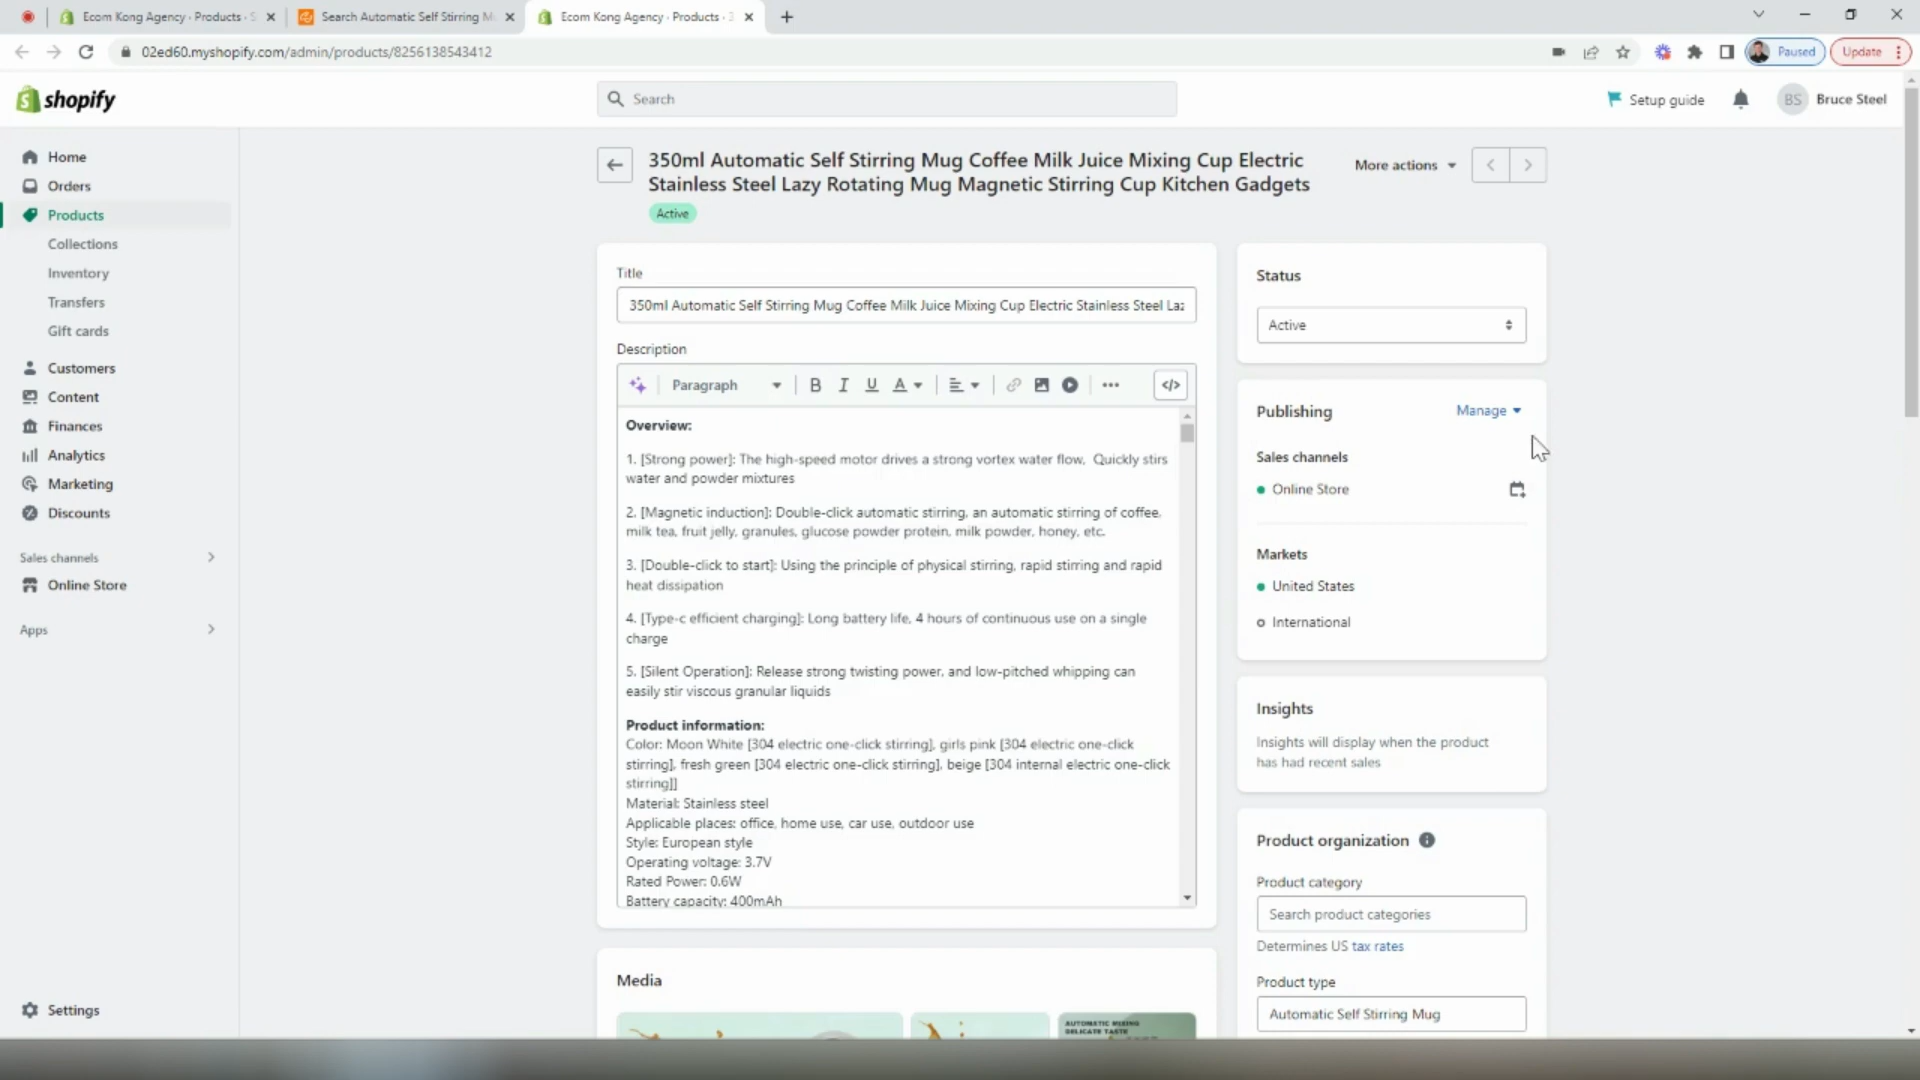 Ecom Kong Agency · Products · S
Search Automatic Self Stirring M
Ecom Kong Agency · Products · 3
02ed60.myshopify.com/admin/products/8256138543412
Paused
Update
shopify
Search
Setup guide
BS
Bruce Steel
Home
Orders
Products
Collections
Inventory
Transfers
Gift cards
Customers
Content
Finances
Analytics
Marketing
Discounts
Sales channels
Online Store
Apps
Settings
350ml Automatic Self Stirring Mug Coffee Milk Juice Mixing Cup Electric
Stainless Steel Lazy Rotating Mug Magnetic Stirring Cup Kitchen Gadgets
Active
More actions
Title
350ml Automatic Self Stirring Mug Coffee Milk Juice Mixing Cup Electric Stainless Steel Laz
Description
Paragraph
B I U A
</>
Overview:
1. [Strong power]: The high-speed motor drives a strong vortex water flow, Quickly stirs
water and powder mixtures
2. [Magnetic induction]: Double-click automatic stirring, an automatic stirring of coffee,
milk tea, fruit jelly, granules, glucose powder protein, milk powder, honey, etc.
3. [Double-click to start]: Using the principle of physical stirring, rapid stirring and rapid
heat dissipation
4. [Type-c efficient charging]: Long battery life, 4 hours of continuous use on a single
charge
5. [Silent Operation]: Release strong twisting power, and low-pitched whipping can
easily stir viscous granular liquids
Product information:
Color: Moon White [304 electric one-click stirring], girls pink [304 electric one-click
stirring], fresh green [304 electric one-click stirring], beige [304 internal electric one-click
stirring]]
Material: Stainless steel
Applicable places: office, home use, car use, outdoor use
Style: European style
Operating voltage: 3.7V
Rated Power: 0.6W
Battery capacity: 400mAh
Media
AUTOMATIC MIXING
DELICATE TASTE
Status
Active
Publishing
Manage
Sales channels
Online Store
Markets
United States
International
Insights
Insights will display when the product
has had recent sales
Product organization
Product category
Search product categories
Determines US tax rates
Product type
Automatic Self Stirring Mug